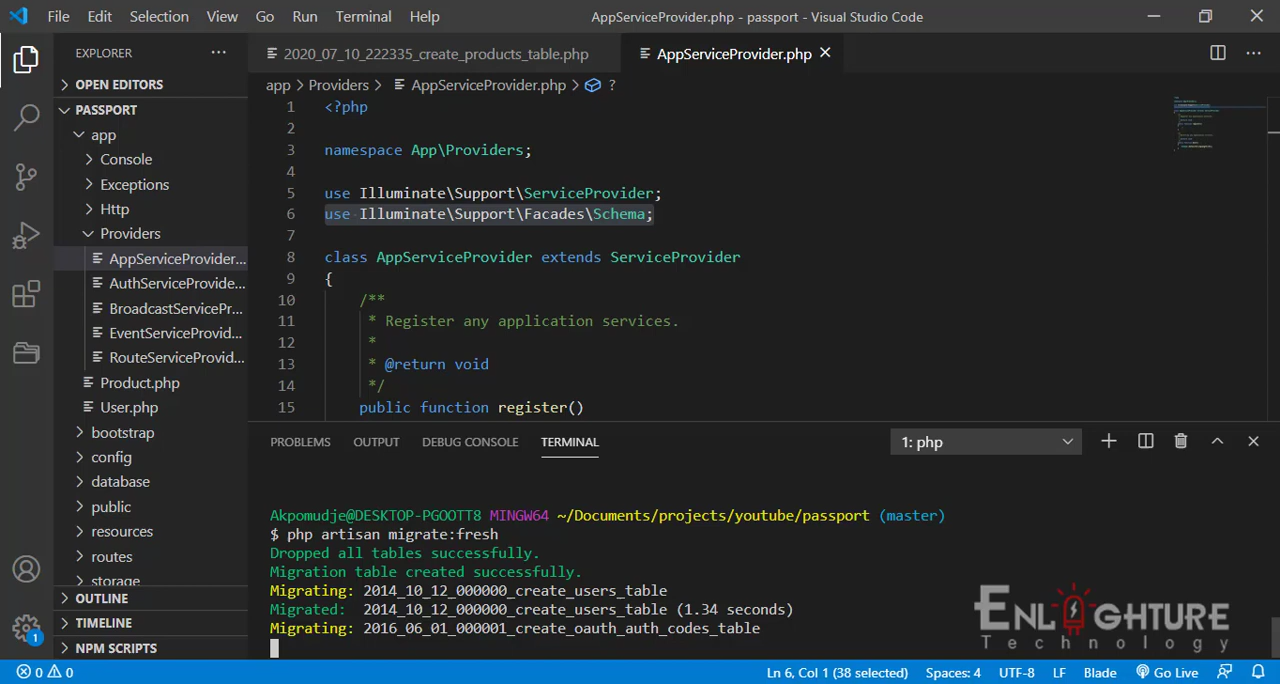 File Edit Selection View Go Run Terminal Help
AppServiceProvider.php - passport - Visual Studio Code
EXPLORER
OPEN EDITORS
PASSPORT
app
Console
Exceptions
Http
Providers
AppServiceProvider...
AuthServiceProvide...
BroadcastServicePr...
EventServiceProvid...
RouteServiceProvid...
Product.php
User.php
bootstrap
config
database
public
resources
routes
storage
OUTLINE
TIMELINE
NPM SCRIPTS
2020_07_10_222335_create_products_table.php
AppServiceProvider.php
app > Providers > AppServiceProvider.php > ?
1 <?php
2
3 namespace App\Providers;
4
5 use Illuminate\Support\ServiceProvider;
6 use Illuminate\Support\Facades\Schema;
7
8 class AppServiceProvider extends ServiceProvider
9 {
10 /**
11 * Register any application services.
12 *
13 * @return void
14 */
15 public function register()
PROBLEMS OUTPUT DEBUG CONSOLE TERMINAL
1: php
Akpomudje@DESKTOP-PGOOTT8 MINGW64 ~/Documents/projects/youtube/passport (master)
$ php artisan migrate:fresh
Dropped all tables successfully.
Migration table created successfully.
Migrating: 2014_10_12_000000_create_users_table
Migrated: 2014_10_12_000000_create_users_table (1.34 seconds)
Migrating: 2016_06_01_000001_create_oauth_auth_codes_table
ENLIGHTURE
Technology
1
0 0
Ln 6, Col 1 (38 selected) Spaces: 4 UTF-8 LF Blade Go Live